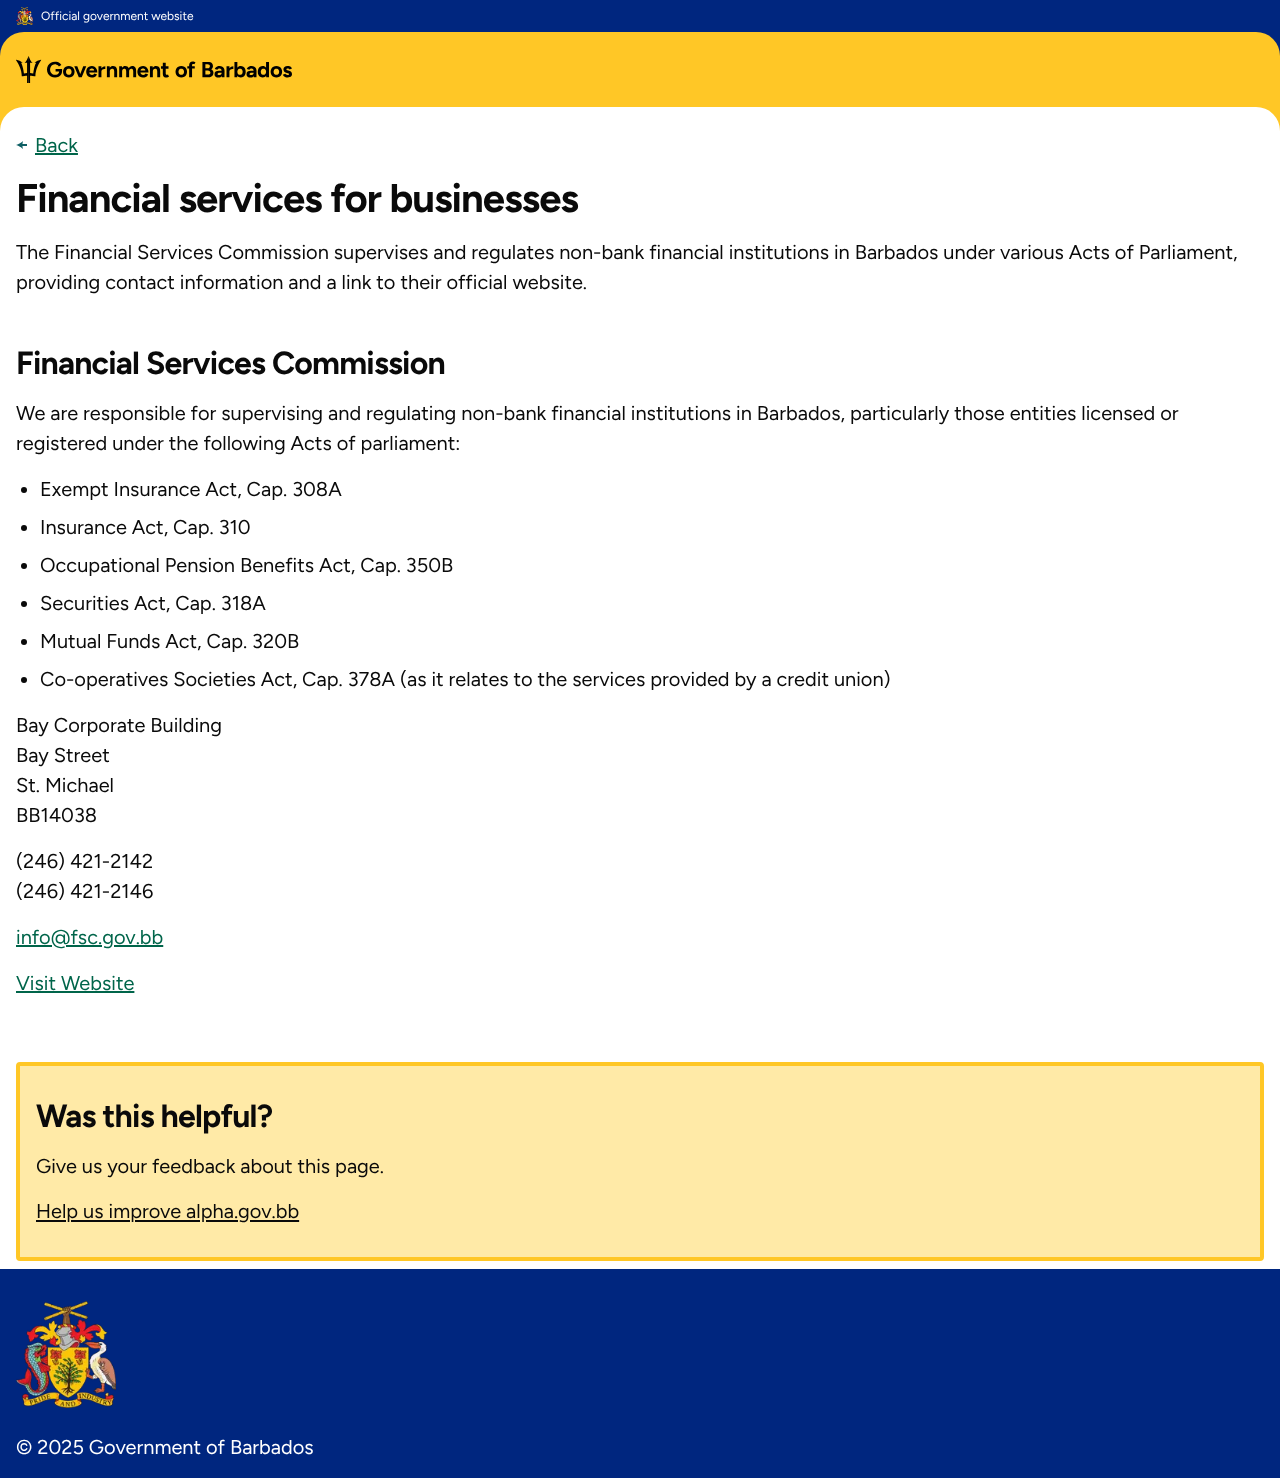 Official government website
Government of Barbados
Back
Financial services for businesses
The Financial Services Commission supervises and regulates non-bank financial institutions in Barbados under various Acts of Parliament,
providing contact information and a link to their official website.
Financial Services Commission
We are responsible for supervising and regulating non-bank financial institutions in Barbados, particularly those entities licensed or
registered under the following Acts of parliament:
• Exempt Insurance Act, Cap. 308A
• Insurance Act, Cap. 310
• Occupational Pension Benefits Act, Cap. 350B
• Securities Act, Cap. 318A
• Mutual Funds Act, Cap. 320B
• Co-operatives Societies Act, Cap. 378A (as it relates to the services provided by a credit union)
Bay Corporate Building
Bay Street
St. Michael
BB14038
(246) 421-2142
(246) 421-2146
info@fsc.gov.bb
Visit Website
Was this helpful?
Give us your feedback about this page.
Help us improve alpha.gov.bb
PRIDE AND INDUSTRY
© 2025 Government of Barbados